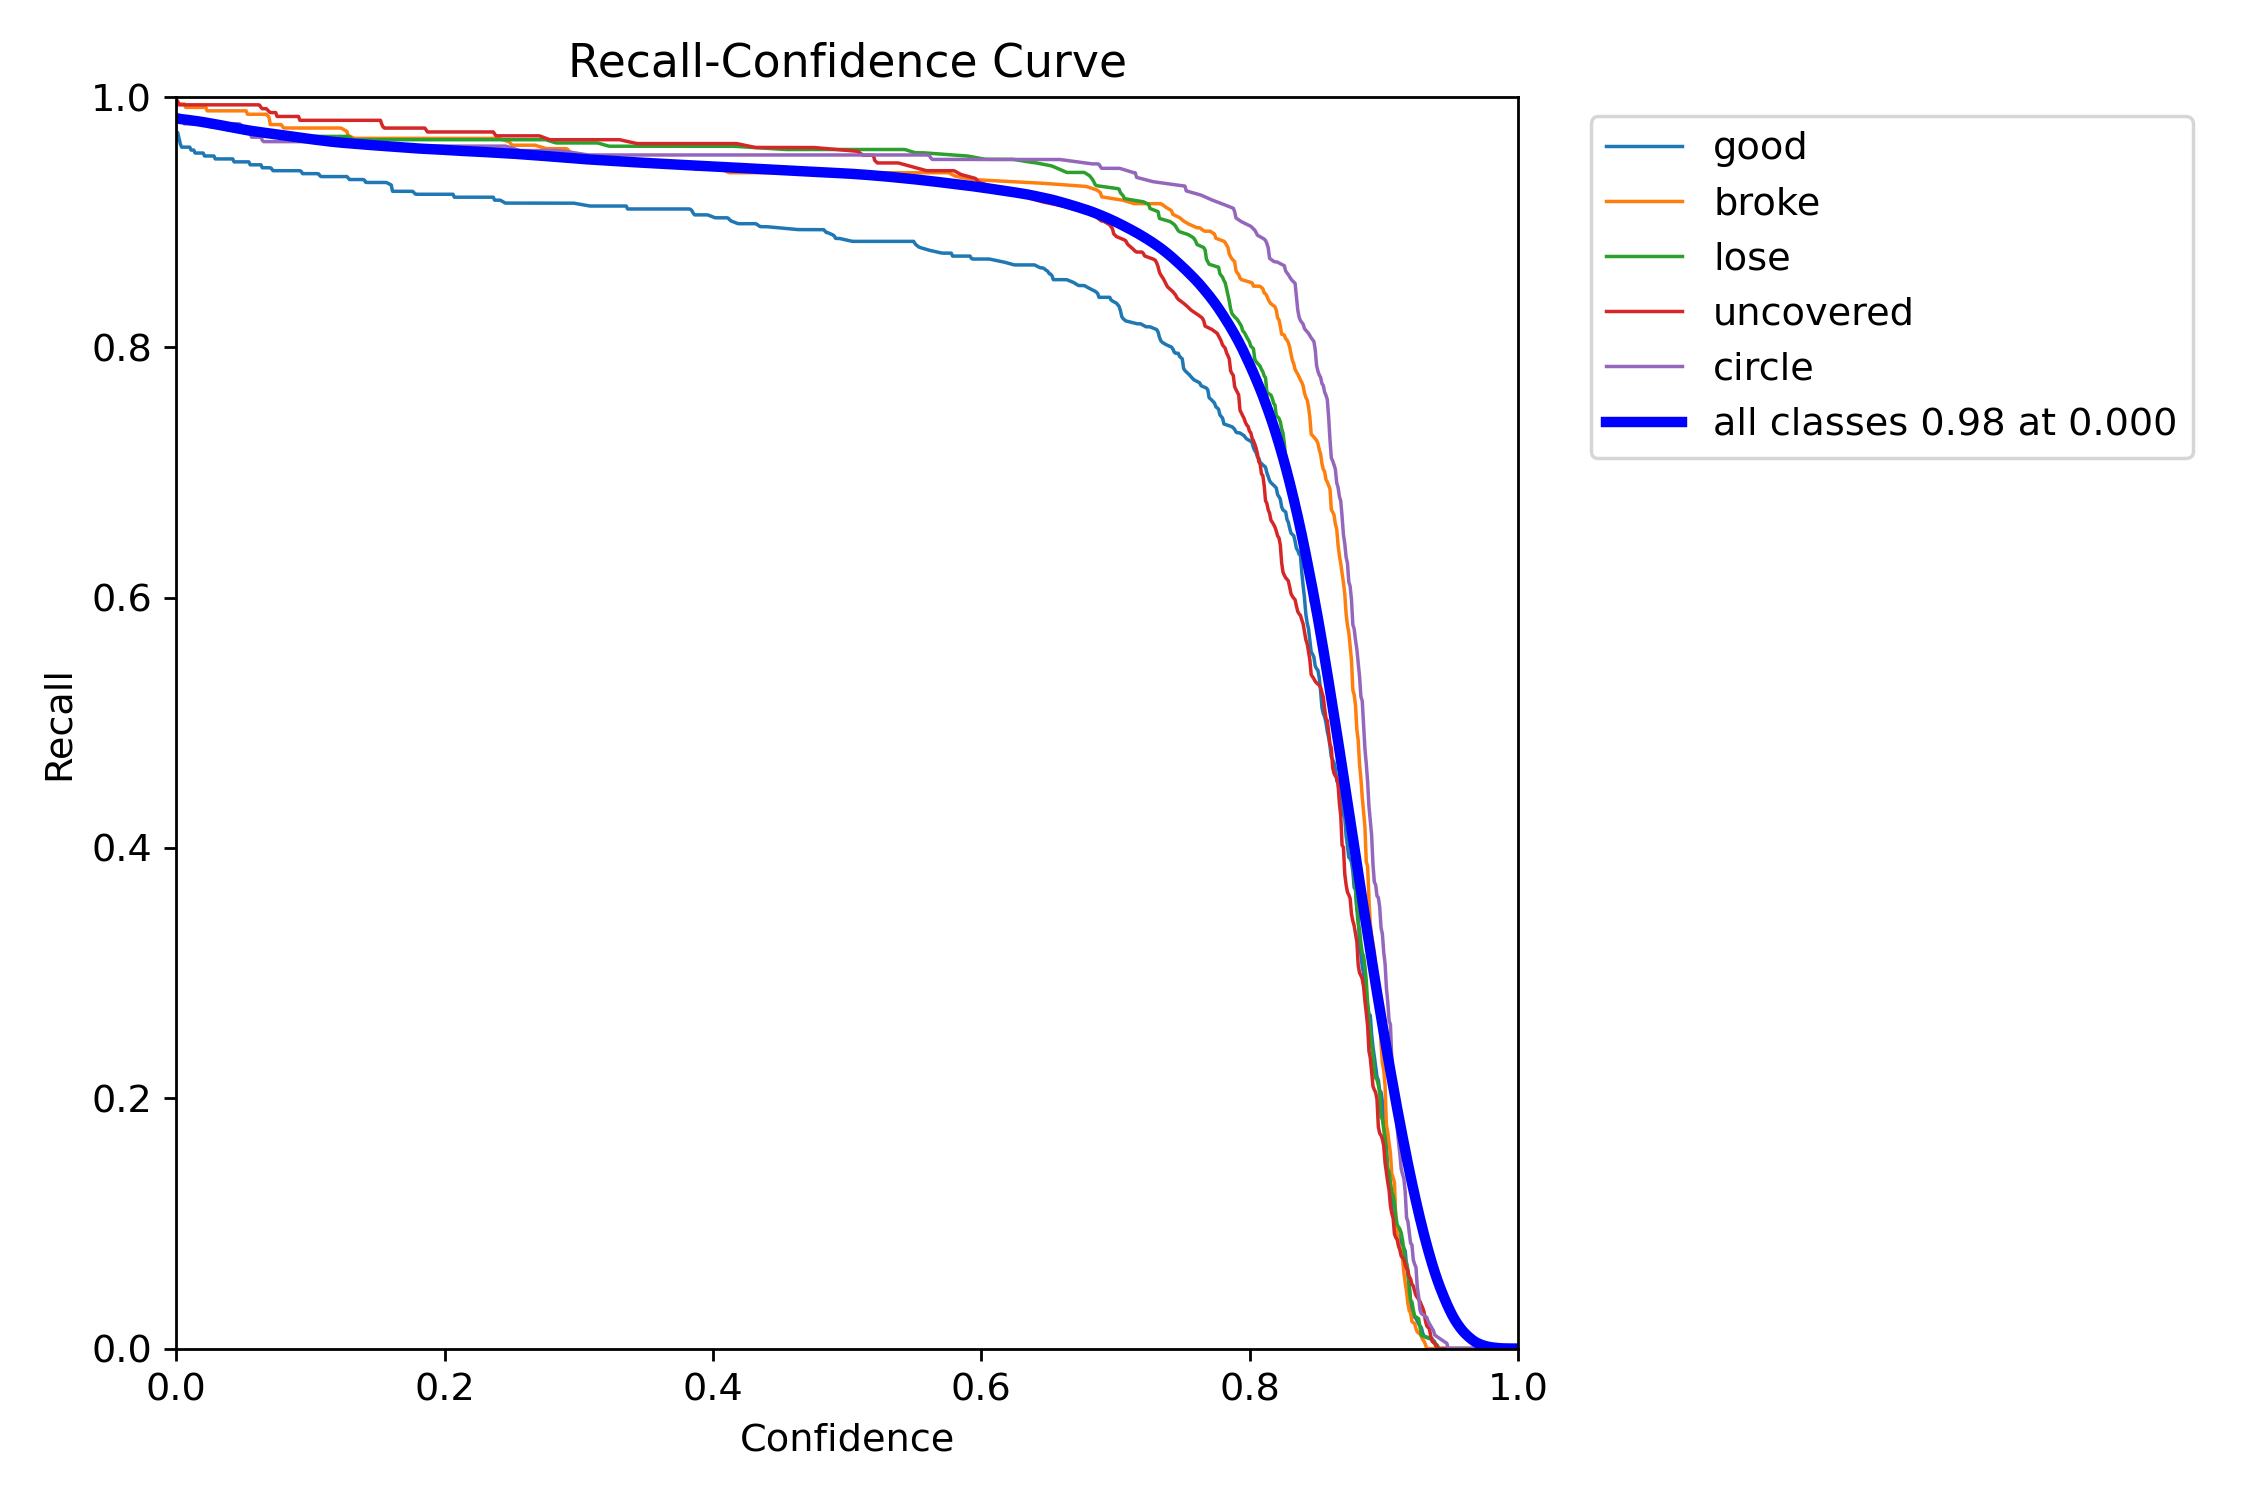 Recall-Confidence Curve
1.0
0.8
0.6
0.4
0.2
0.0
Recall
0.0 0.2 0.4 0.6 0.8 1.0
Confidence
good
broke
lose
uncovered
circle
all classes 0.98 at 0.000